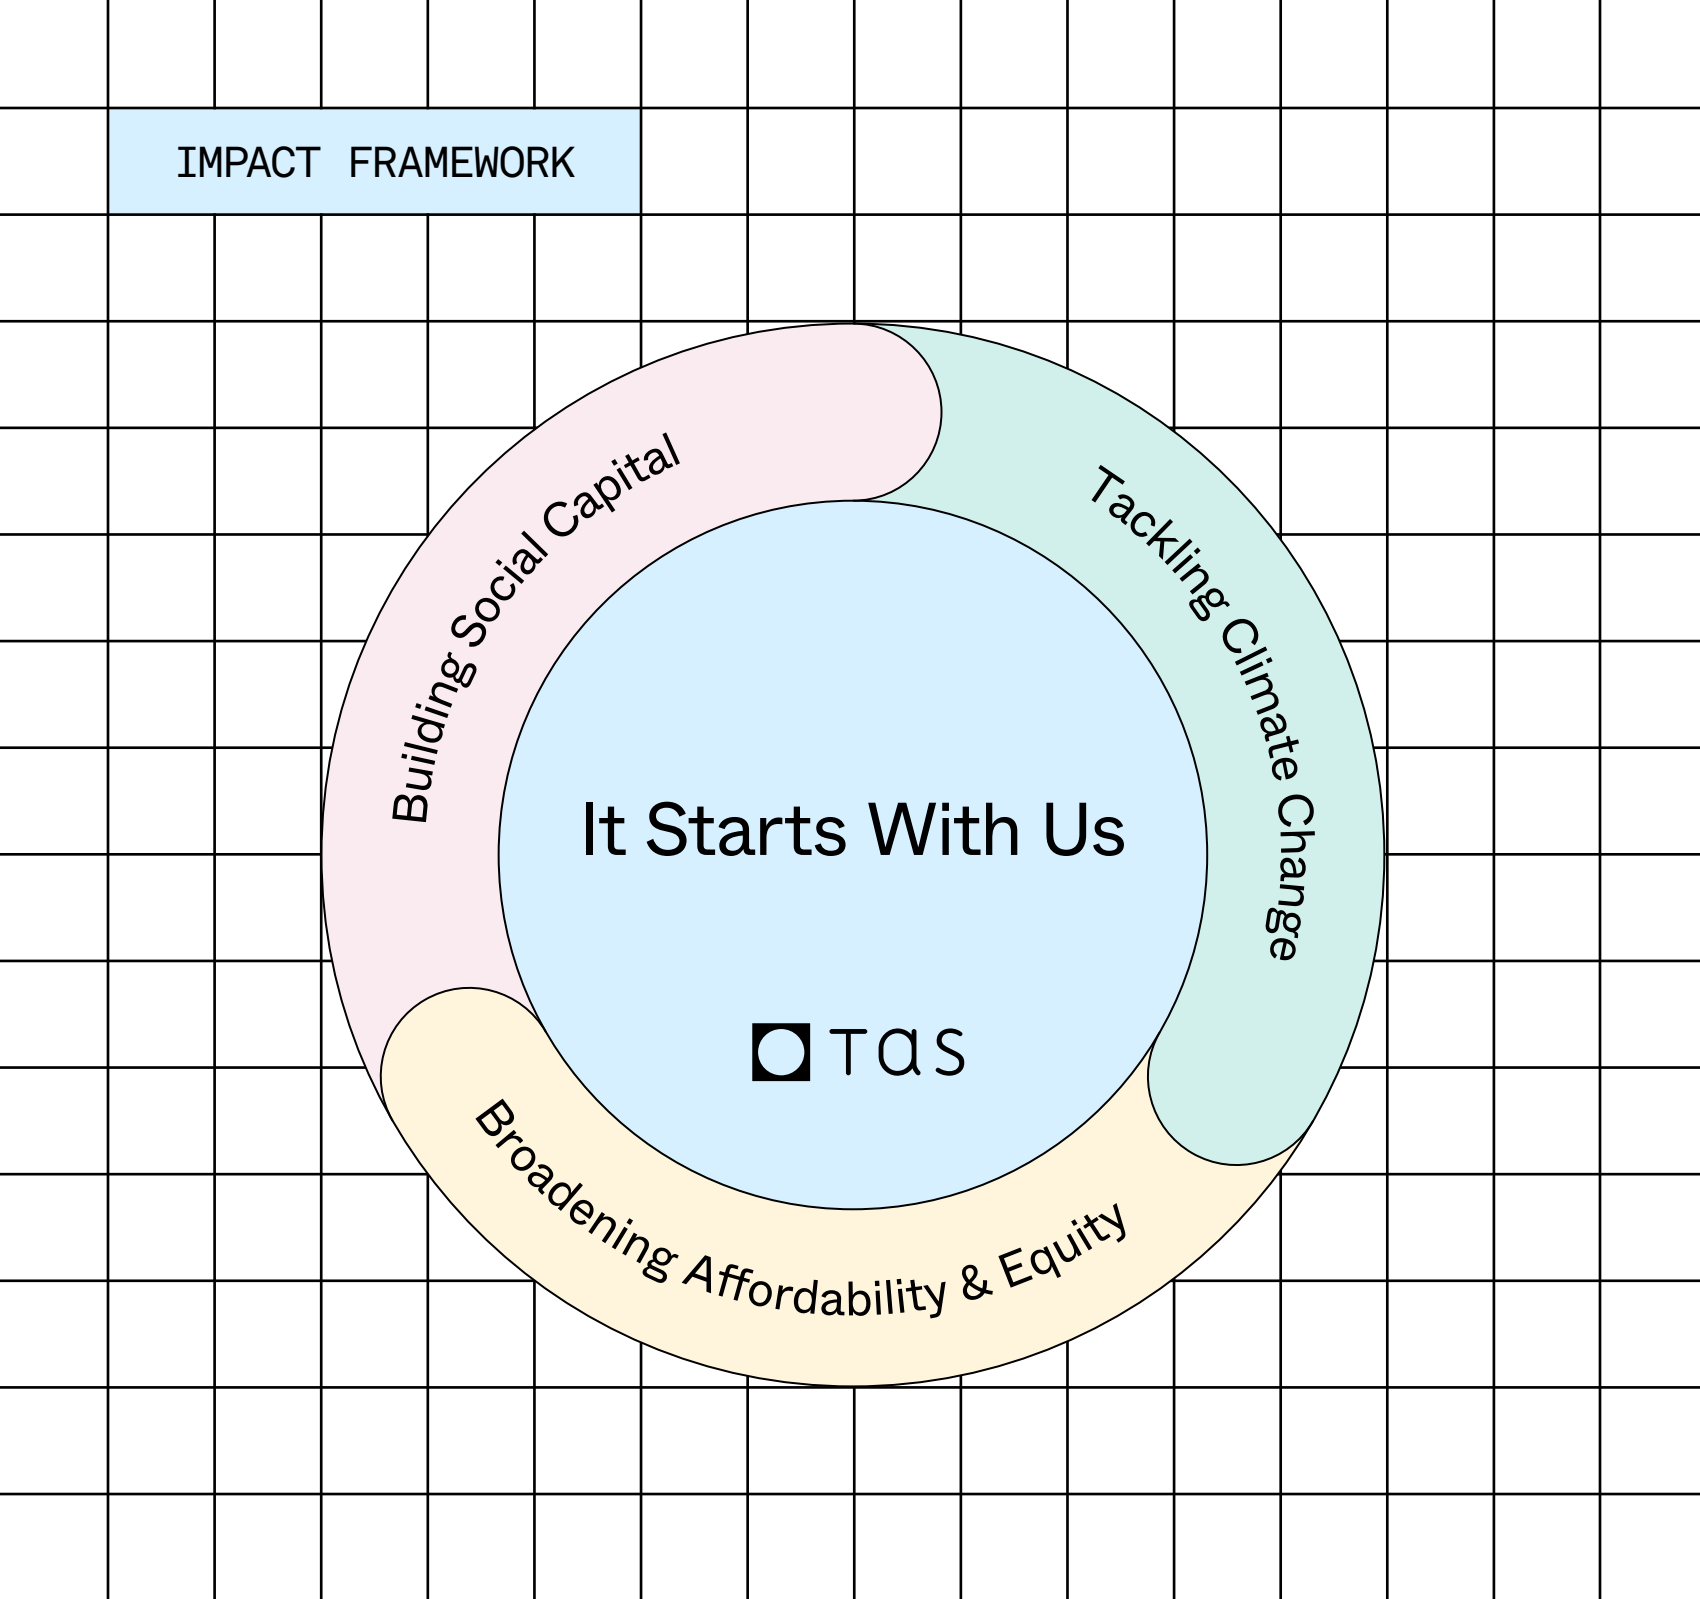 IMPACT FRAMEWORK
Building Social Capital
Tackling Climate Change
It Starts With Us
TAS
Broadening Affordability & Equity